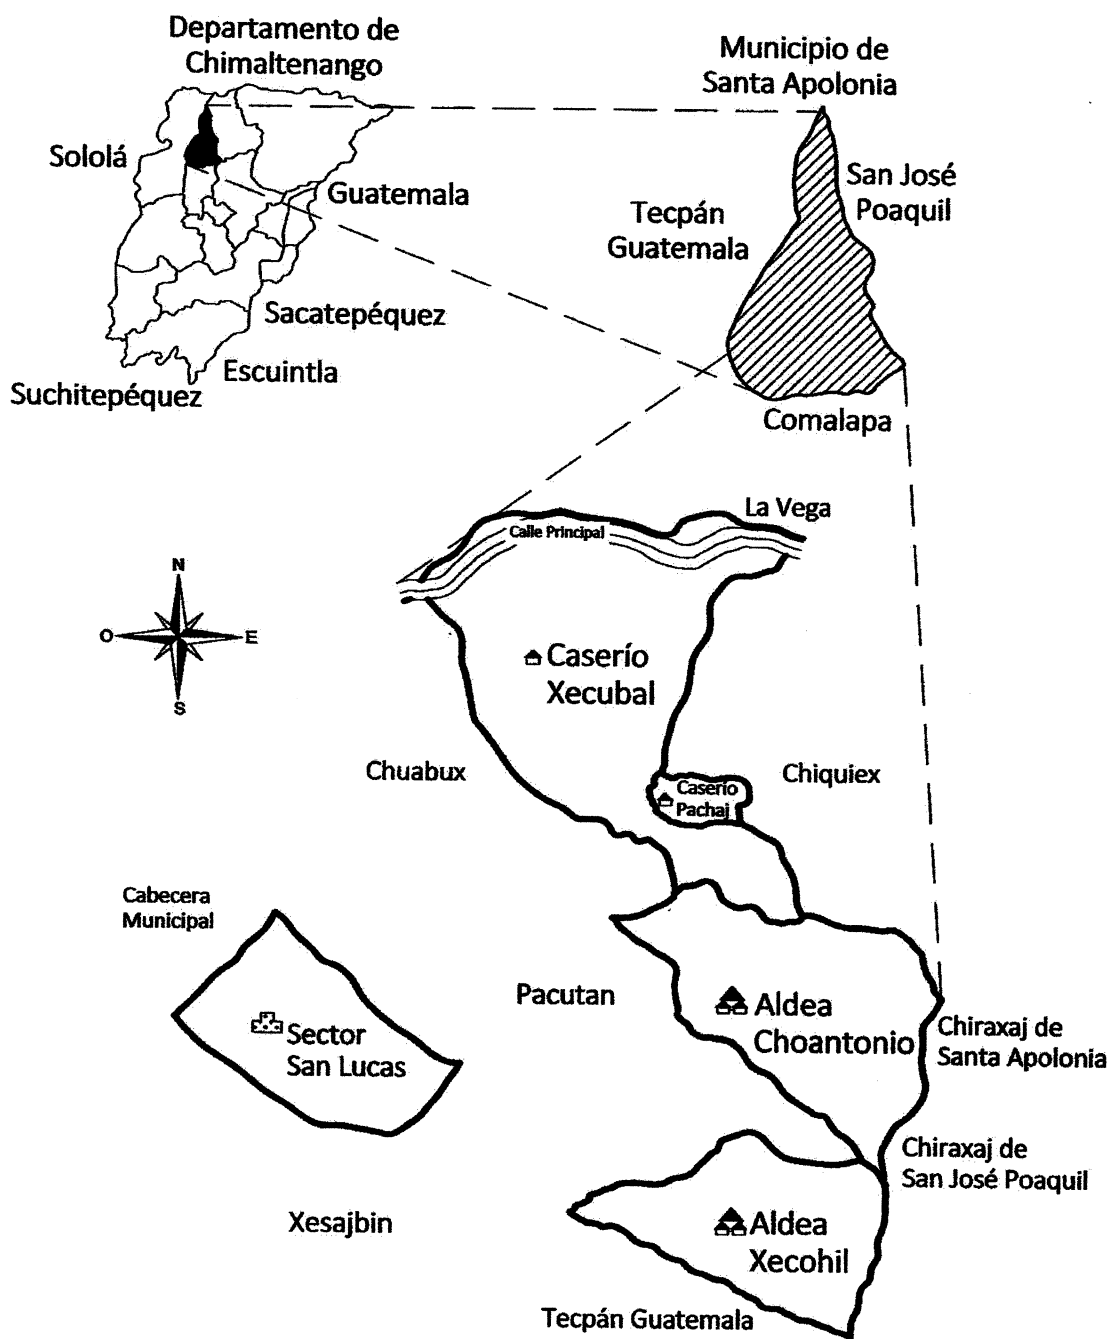 Departamento de
Chimaltenango
Municipio de
Santa Apolonia
Sololá
Guatemala
San José
Poaquil
Tecpán
Guatemala
Sacatepéquez
Escuintla
Suchitepéquez
Comalapa
La Vega
Calle Principal
N
O
E
S
Caserío
Xecubal
Chuabux
Chiquiex
Caserío
Pachaj
Cabecera
Municipal
Pacutan
Aldea
Choantonio
Sector
San Lucas
Chiraxaj de
Santa Apolonia
Chiraxaj de
San José Poaquil
Xesajbin
Aldea
Xecohil
Tecpán Guatemala